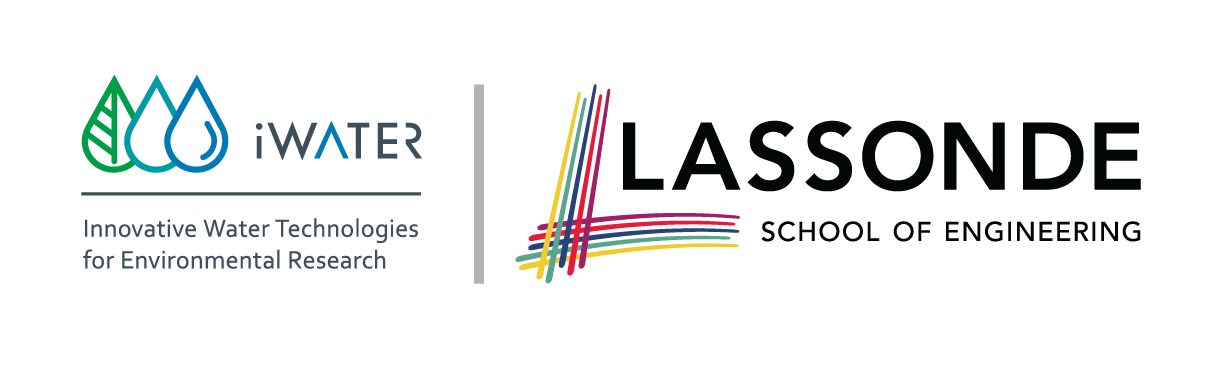 iWATER
Innovative Water Technologies
for Environmental Research
LASSONDE
SCHOOL OF ENGINEERING